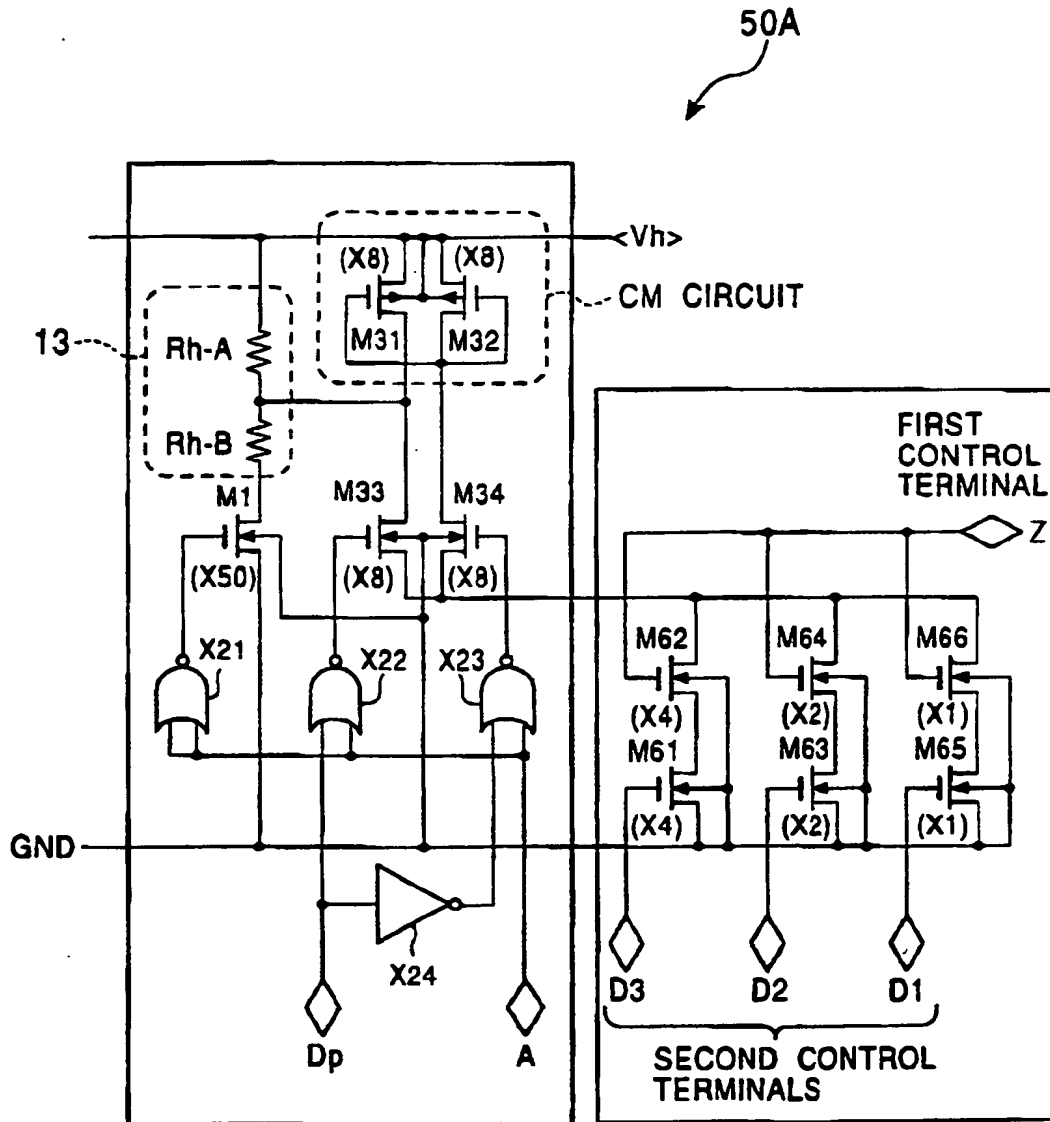 50A
<Vh>
(X8) (X8)
CM CIRCUIT
M31 M32
13
Rh-A
Rh-B
FIRST
CONTROL
TERMINAL
Z
M1 M33 M34
(X50) (X8) (X8)
M62 M64 M66
(X4) (X2) (X1)
X21 X22 X23
M61 M63 M65
(X4) (X2) (X1)
GND
X24
D3 D2 D1
Dp A
SECOND CONTROL
TERMINALS